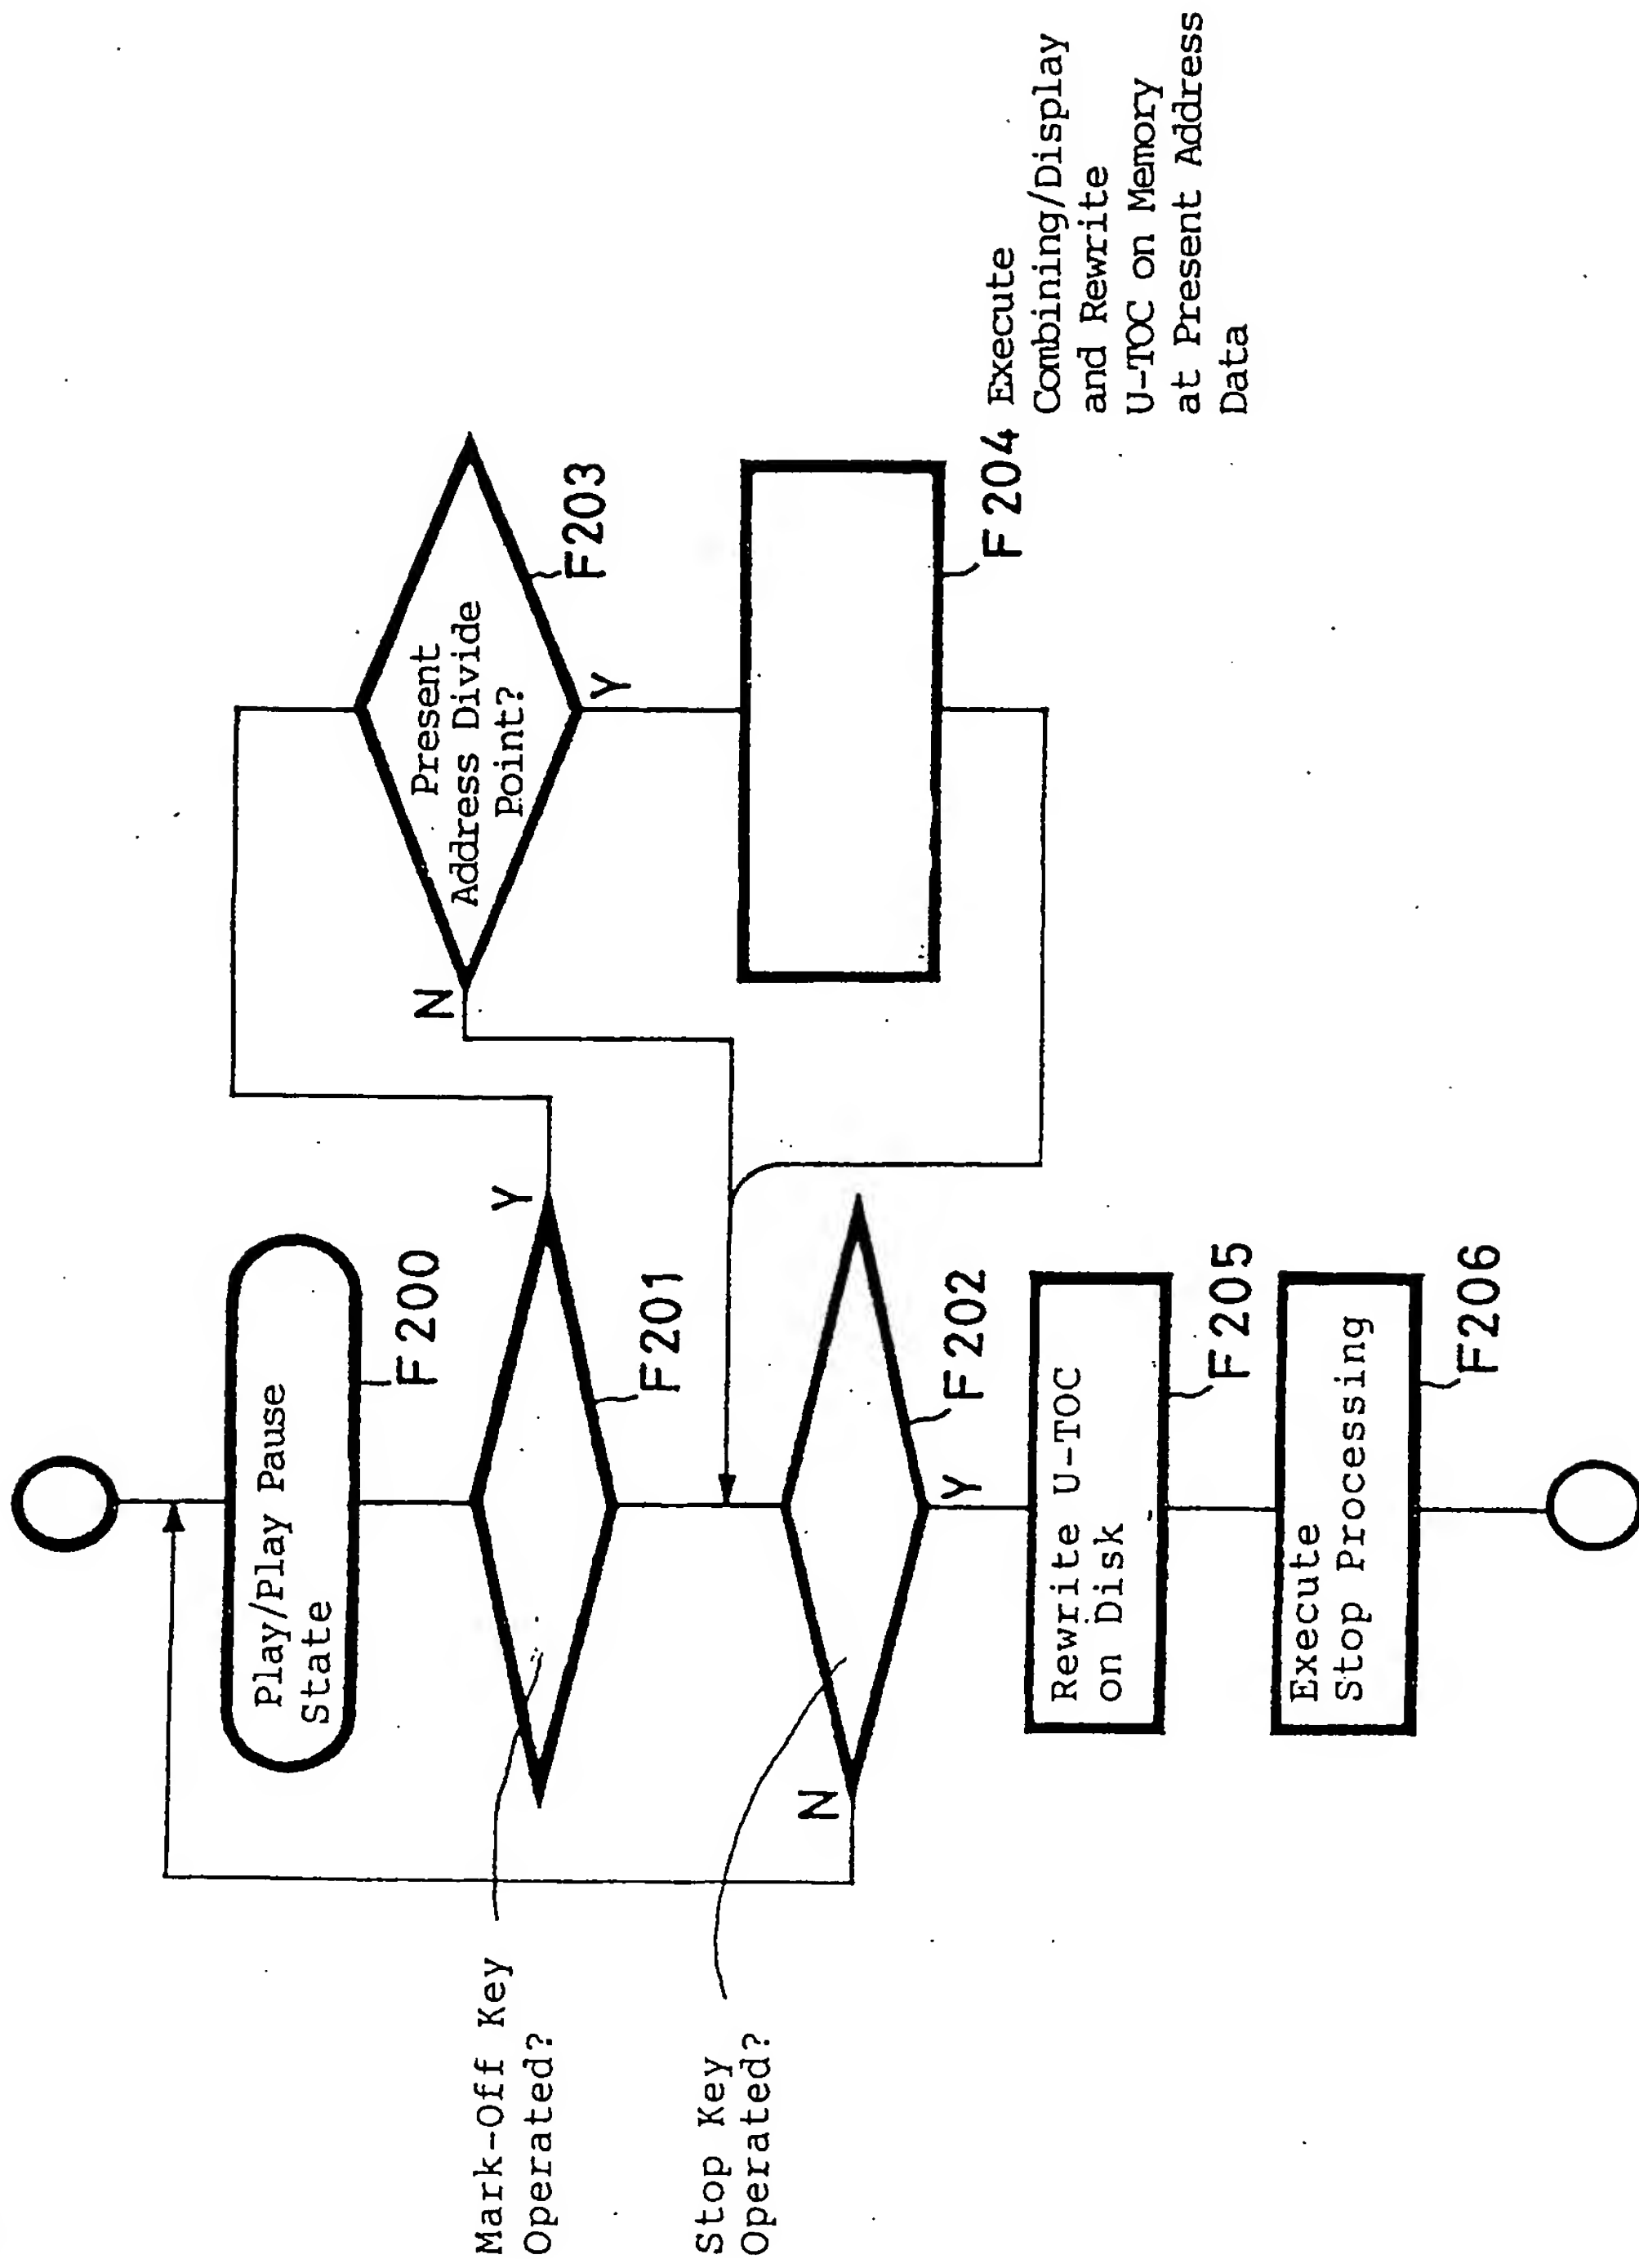 Play/Play Pause
State
F200
Mark-Off Key
Operated?
Y
F201
Present
Address Divide
Point?
N
Y
F203
F204
Execute
Combining/Display
and Rewrite
U-TOC on Memory
at Present Address
Data
Stop Key
Operated?
N
Y
F202
Rewrite U-TOC
on Disk
F205
Execute
Stop Processing
F206